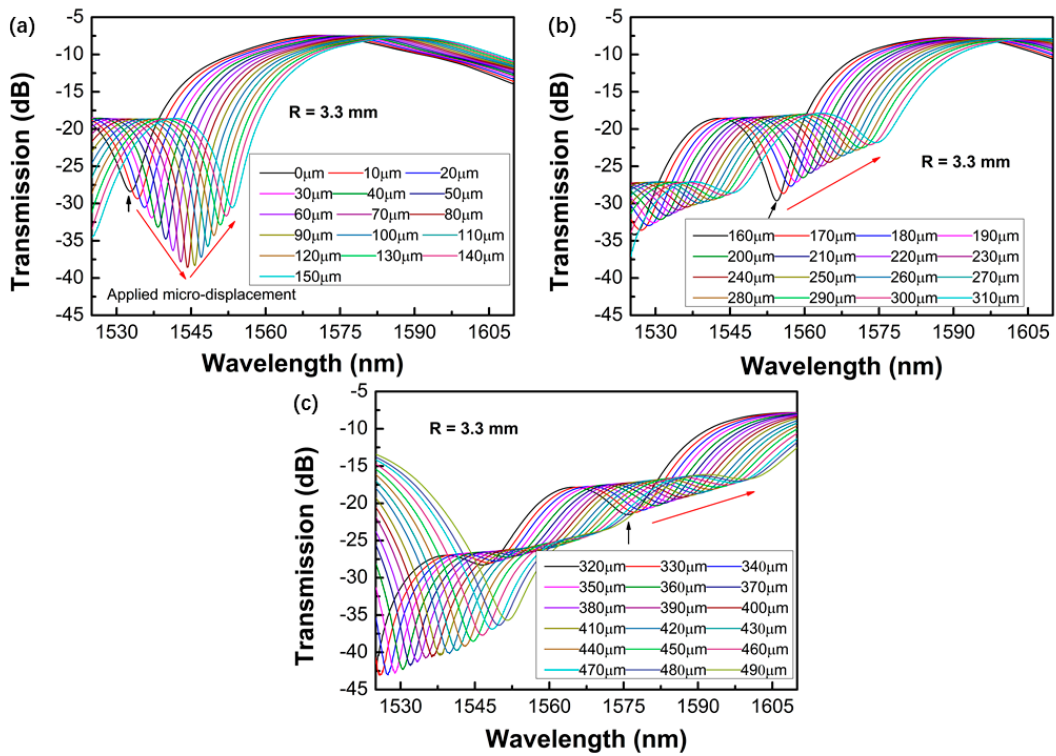 (a)
-5
-10
-15
-20
-25
-30
-35
-40
-45
Transmission (dB)
R = 3.3 mm
0μm 10μm 20μm
30μm 40μm 50μm
60μm 70μm 80μm
90μm 100μm 110μm
120μm 130μm 140μm
150μm
Applied micro-displacement
1530 1545 1560 1575 1590 1605
Wavelength (nm)
(b)
-5
-10
-15
-20
-25
-30
-35
-40
-45
Transmission (dB)
R = 3.3 mm
160μm 170μm 180μm 190μm
200μm 210μm 220μm 230μm
240μm 250μm 260μm 270μm
280μm 290μm 300μm 310μm
1530 1545 1560 1575 1590 1605
Wavelength (nm)
(c)
-5
-10
-15
-20
-25
-30
-35
-40
-45
Transmission (dB)
R = 3.3 mm
320μm 330μm 340μm
350μm 360μm 370μm
380μm 390μm 400μm
410μm 420μm 430μm
440μm 450μm 460μm
470μm 480μm 490μm
1530 1545 1560 1575 1590 1605
Wavelength (nm)